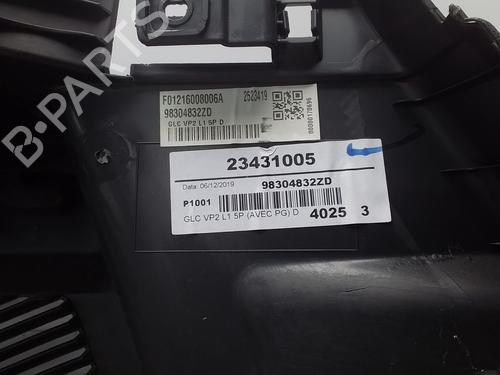 B-PARTS
F01216008006A 2523419
98304832ZD
GLC VP2 L1 5P D
00000170696
23431005
Data: 06/12/2019 98304832ZD
P1001
GLC VP2 L1 5P (AVEC PG) D 4025 3